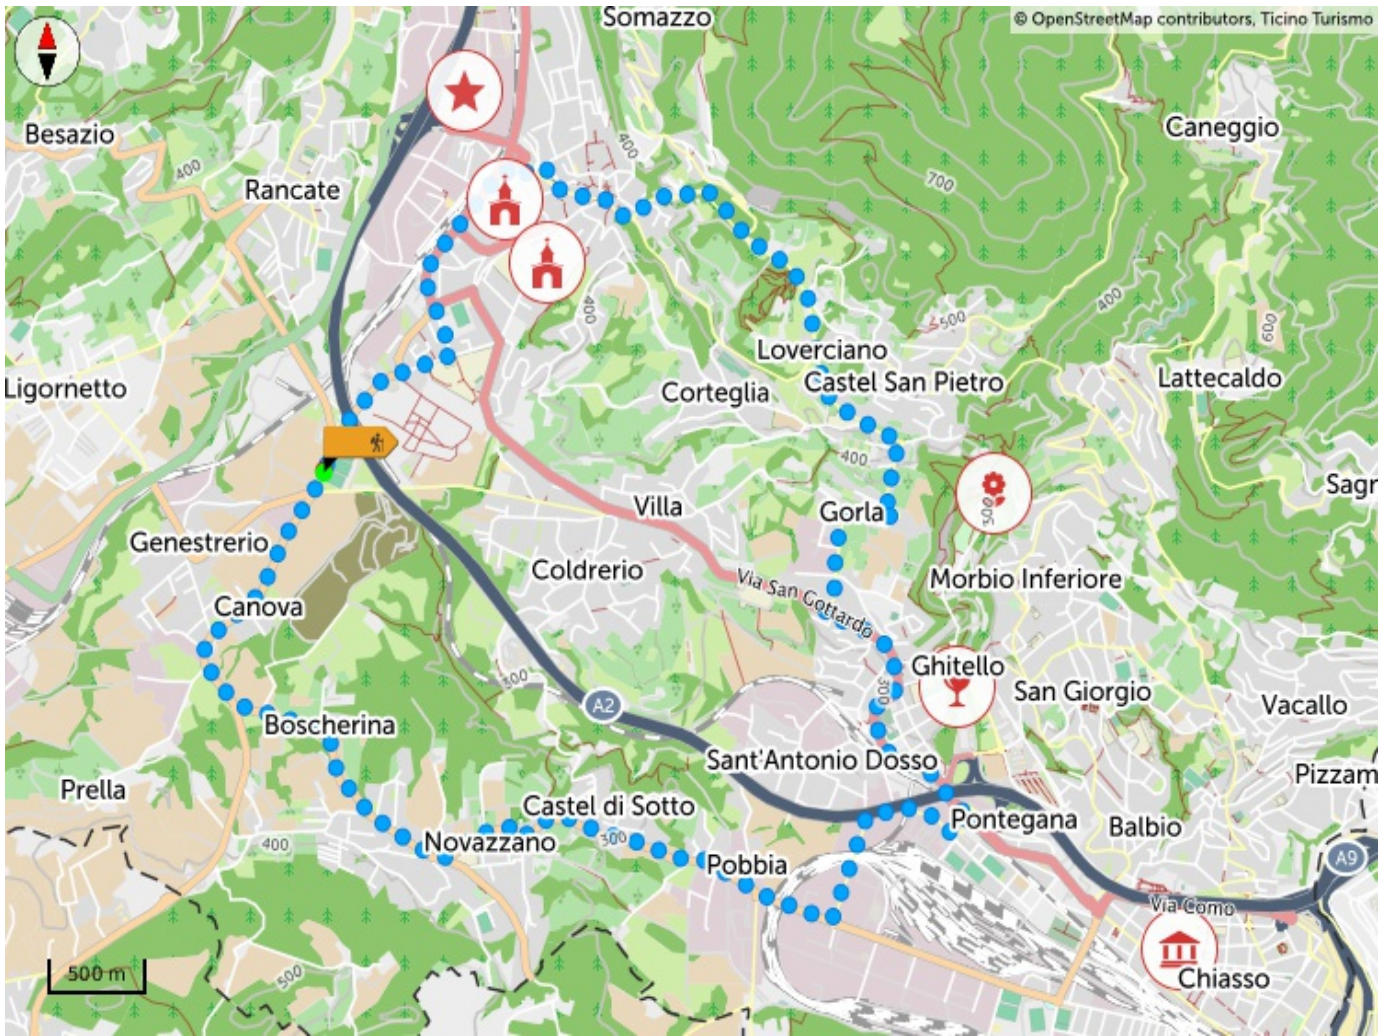 Somazzo
© OpenStreetMap contributors, Ticino Turismo
Besazio
400
Rancate
400
Caneggio
700
400
400
500
600
Loverciano
Ligornetto
Corteglia
Castel San Pietro
Lattecaldo
400
Villa
Gorla
300
Sagr
Genestrerio
Coldrerio
Via San Gottardo
Morbio Inferiore
Canova
300
300
Ghitello
San Giorgio
A2
Vacallo
Boscherina
Sant'Antonio Dosso
Pizzam
Prella
Castel di Sotto
Pontegana
Balbio
400
Novazzano
300
Pobbia
A9
Via Como
500 m
500
Chiasso